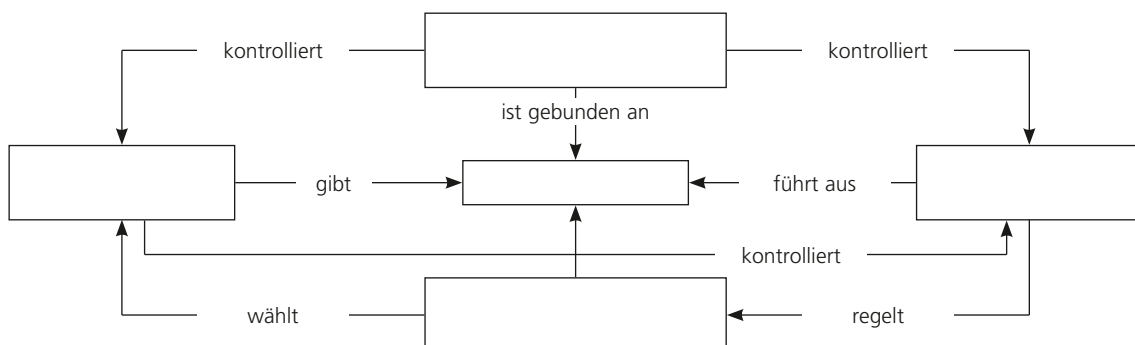 kontrolliert
kontrolliert
ist gebunden an
gibt
führt aus
kontrolliert
wählt
regelt